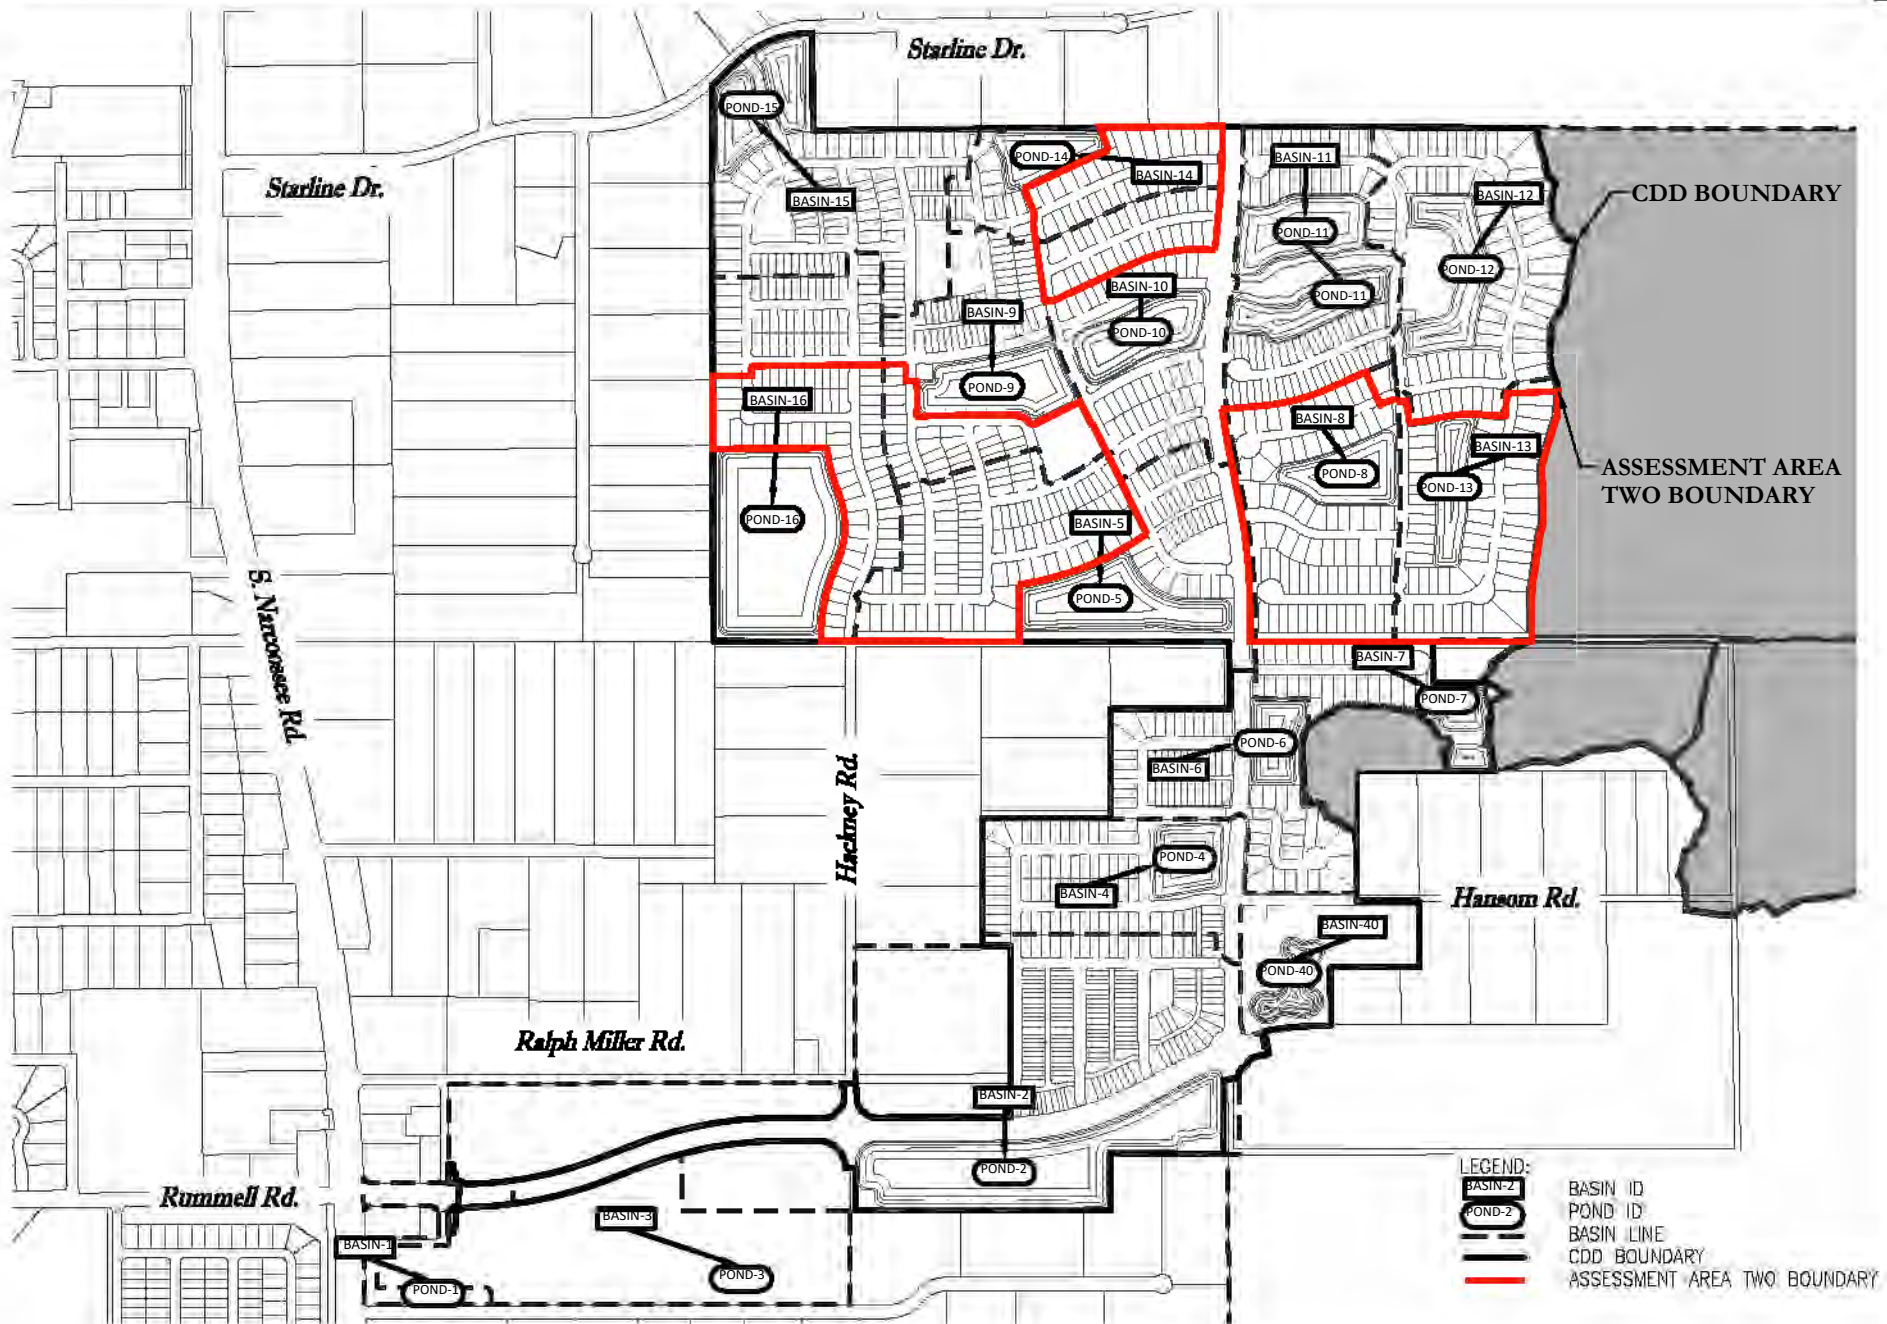 Starline Dr.
POND-15
POND-14
BASIN-14
BASIN-11
BASIN-12
CDD BOUNDARY
Starline Dr.
BASIN-15
POND-11
POND-12
BASIN-10
POND-11
BASIN-9
POND-10
POND-9
BASIN-16
BASIN-8
BASIN-13
ASSESSMENT AREA
TWO BOUNDARY
POND-8
POND-13
POND-16
BASIN-5
POND-5
S. Narcoossee Rd.
BASIN-7
POND-7
POND-6
BASIN-6
Hackney Rd.
POND-4
BASIN-4
Hansom Rd.
BASIN-40
POND-40
Ralph Miller Rd.
BASIN-2
POND-2
Rummell Rd.
BASIN-3
BASIN-1
POND-3
POND-1
LEGEND:
BASIN-2 BASIN ID
POND-2 POND ID
BASIN LINE
CDD BOUNDARY
ASSESSMENT AREA TWO BOUNDARY